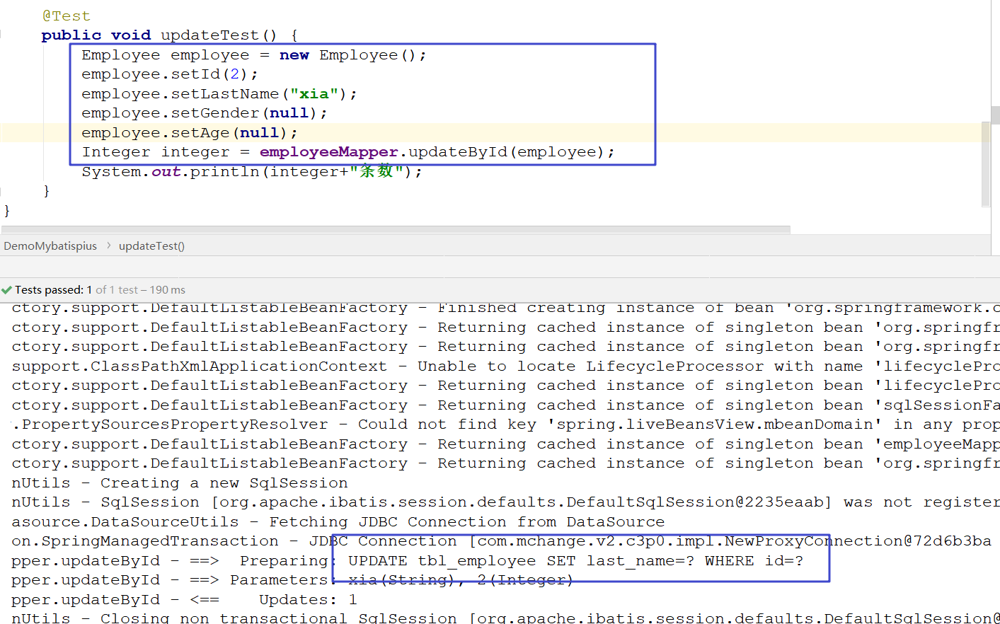 @Test
public void updateTest() {
Employee employee = new Employee();
employee.setId(2);
employee.setLastName("xia");
employee.setGender(null);
employee.setAge(null);
Integer integer = employeeMapper.updateById(employee);
System.out.println(integer+"条数");
}
}
DemoMybatispius > updateTest()
Tests passed: 1 of 1 test – 190 ms
ctory.support.DefaultListableBeanFactory - Finished creating instance of bean 'org.springframework.c
ctory.support.DefaultListableBeanFactory - Returning cached instance of singleton bean 'org.springfr
ctory.support.DefaultListableBeanFactory - Returning cached instance of singleton bean 'org.springfr
support.ClassPathXmlApplicationContext - Unable to locate LifecycleProcessor with name 'lifecyclePro
ctory.support.DefaultListableBeanFactory - Returning cached instance of singleton bean 'lifecyclePro
ctory.support.DefaultListableBeanFactory - Returning cached instance of singleton bean 'sqlSessionFa
.PropertySourcesPropertyResolver - Could not find key 'spring.liveBeansView.mbeanDomain' in any prop
ctory.support.DefaultListableBeanFactory - Returning cached instance of singleton bean 'employeeMapp
ctory.support.DefaultListableBeanFactory - Returning cached instance of singleton bean 'org.springfr
nUtils - Creating a new SqlSession
nUtils - SqlSession [org.apache.ibatis.session.defaults.DefaultSqlSession@2235eaab] was not register
asource.DataSourceUtils - Fetching JDBC Connection from DataSource
on.SpringManagedTransaction - JDBC Connection [com.mchange.v2.c3p0.impl.NewProxyConnection@72d6b3ba
pper.updateById - ==>  Preparing: UPDATE tbl_employee SET last_name=? WHERE id=?
pper.updateById - ==> Parameters: xia(String), 2(Integer)
pper.updateById - <==    Updates: 1
nUtils - Closing non transactional SqlSession [org.apache.ibatis.session.defaults.DefaultSqlSession@